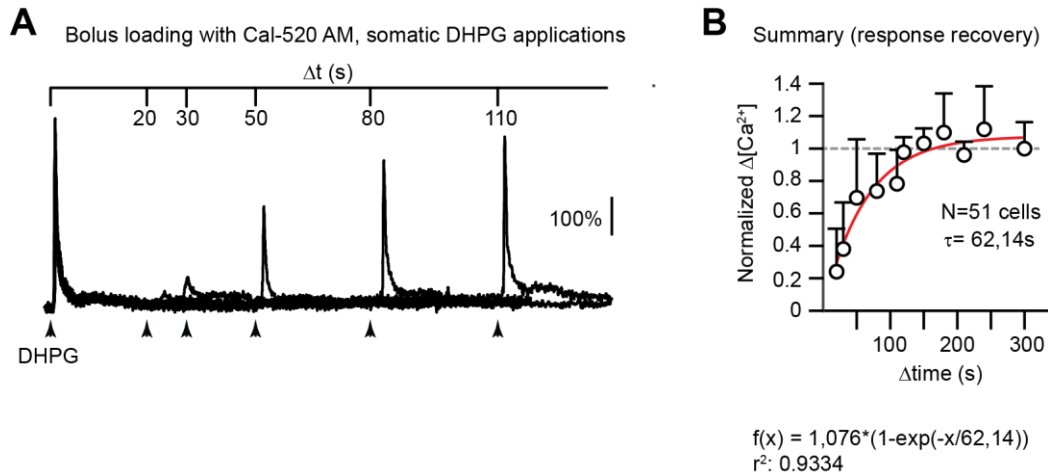 A
Bolus loading with Cal-520 AM, somatic DHPG applications
Δt (s)
20 30 50 80 110
100%
DHPG
B
Summary (response recovery)
Normalized Δ[Ca²⁺]
1.4
1.2
1
0.8
0.6
0.4
0.2
0
N=51 cells
τ= 62,14s
100 200 300
Δtime (s)
f(x) = 1,076*(1-exp(-x/62,14))
r²: 0.9334